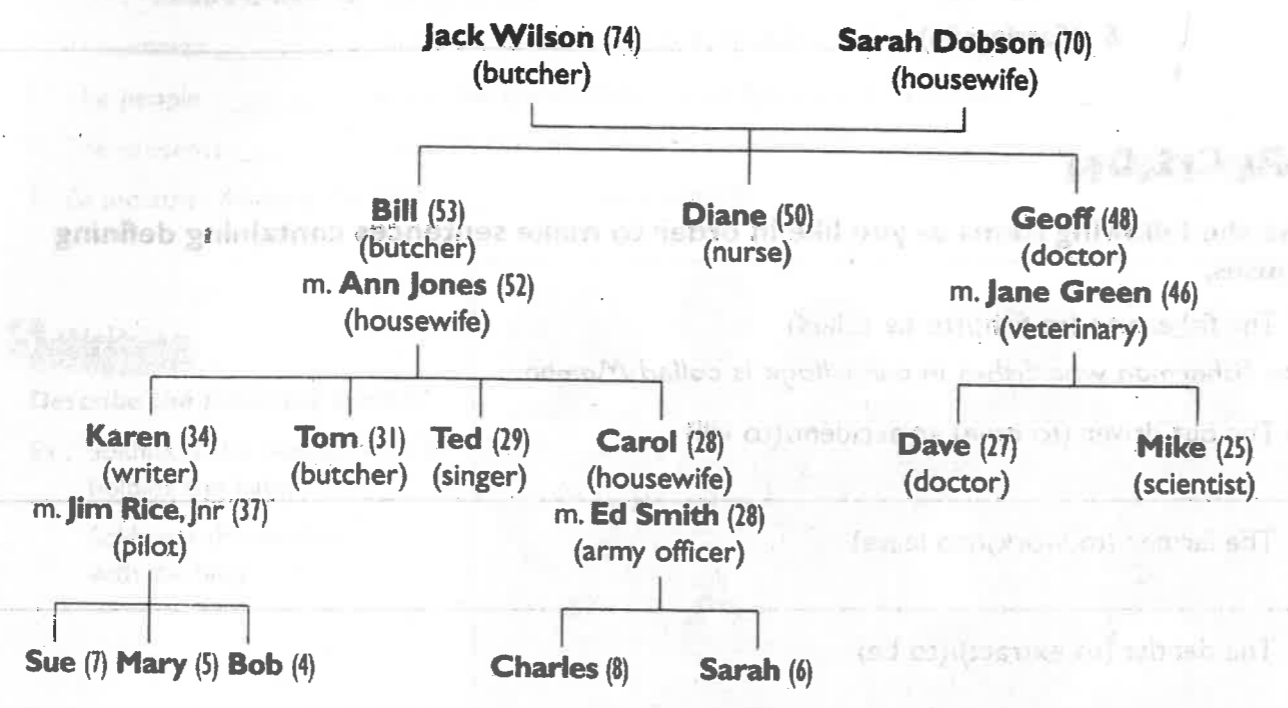 Jack Wilson (74) Sarah Dobson (70)
(butcher) (housewife)
Bill (53) Diane (50) Geoff (48)
(butcher) (nurse) (doctor)
m. Ann Jones (52) m. Jane Green (46)
(housewife) (veterinary)
Karen (34) Tom (31) Ted (29) Carol (28) Dave (27) Mike (25)
(writer) (butcher) (singer) (housewife) (doctor) (scientist)
m. Jim Rice, Jnr (37) m. Ed Smith (28)
(pilot) (army officer)
Sue (7) Mary (5) Bob (4) Charles (8) Sarah (6)